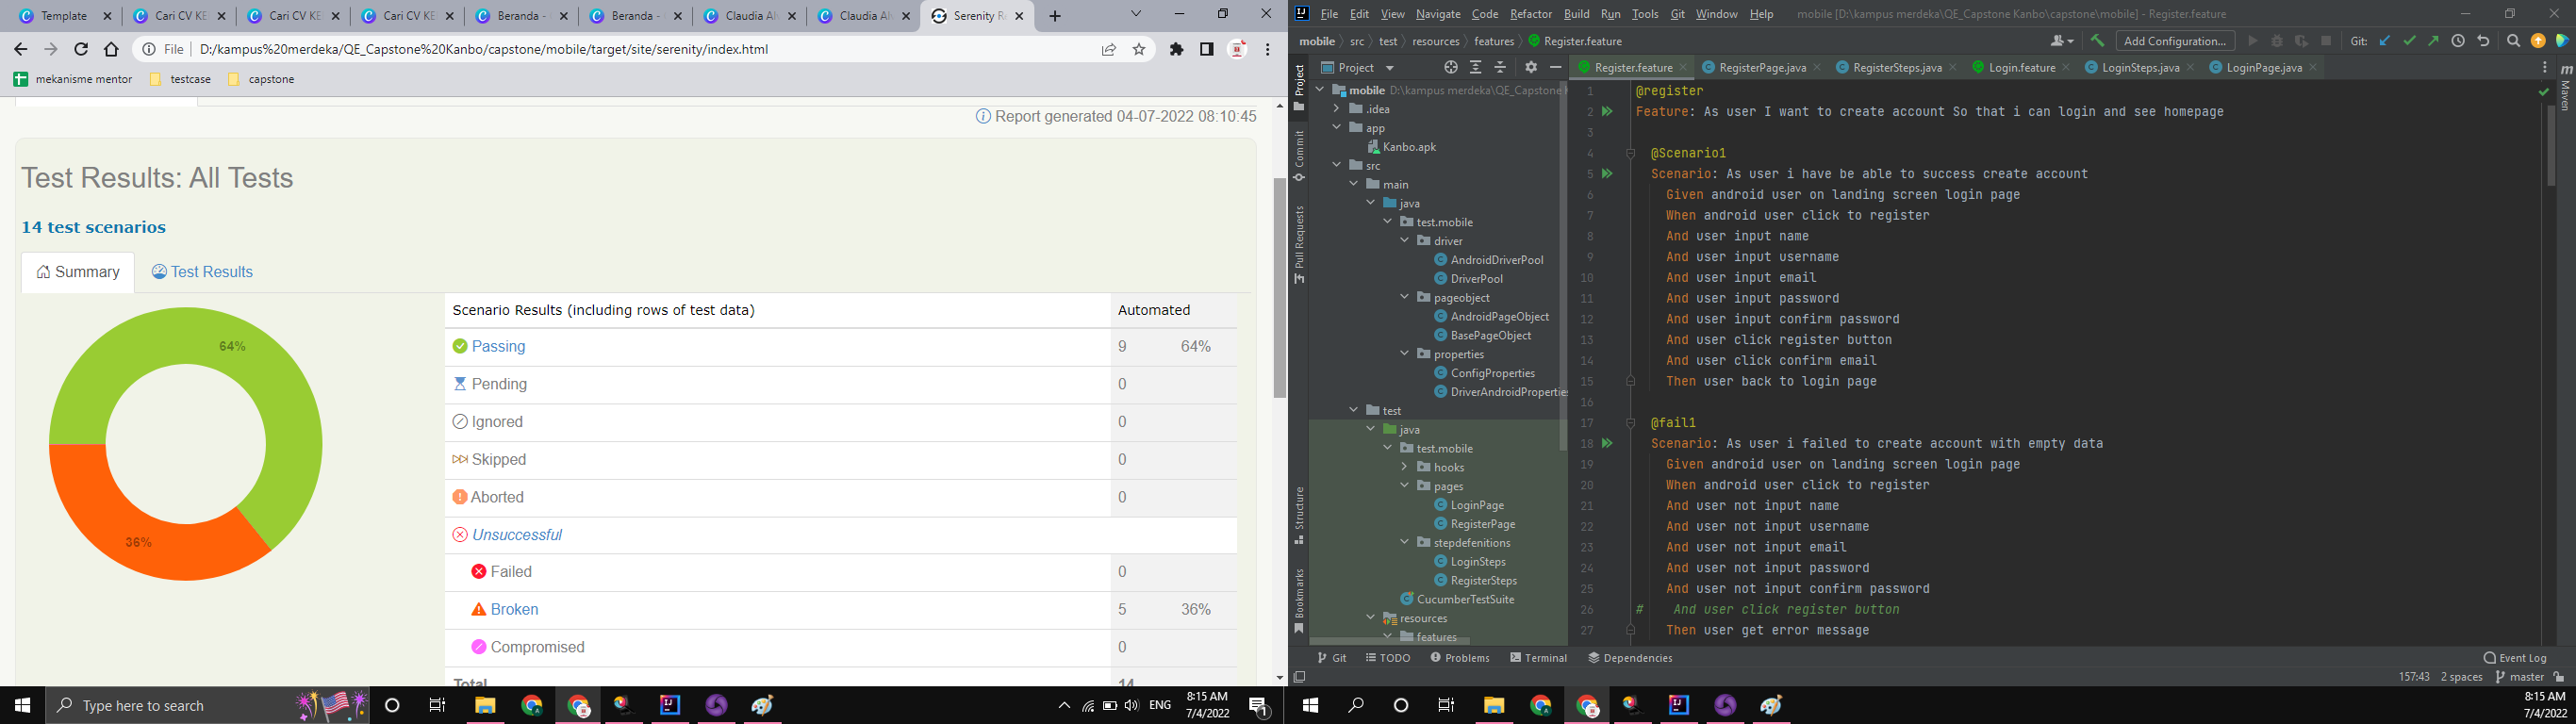 Template
Cari CV KE
Cari CV KE
Cari CV KE
Beranda -
Beranda -
Claudia Al
Claudia Al
Serenity R
File
D:/kampus%20merdeka/QE_Capstone%20Kanbo/capstone/mobile/target/site/serenity/index.html
mekanisme mentor
testcase
capstone
Report generated 04-07-2022 08:10:45
Test Results: All Tests
14 test scenarios
Summary
Test Results
64%
36%
Scenario Results (including rows of test data) Automated
Passing 9 64%
Pending 0
Ignored 0
Skipped 0
Aborted 0
Unsuccessful
Failed 0
Broken 5 36%
Compromised 0
Total 14
Type here to search
ENG
8:15 AM
7/4/2022
1
File Edit View Navigate Code Refactor Build Run Tools Git Window Help
mobile [D:\kampus merdeka\QE_Capstone Kanbo\capstone\mobile] - Register.feature
mobile src test resources features Register.feature
Add Configuration...
Git:
Project
Register.feature RegisterPage.java RegisterSteps.java Login.feature LoginSteps.java LoginPage.java
Project
Commit
Pull Requests
Structure
Bookmarks
Maven
mobile D:\kampus merdeka\QE_Capstone
.idea
app
Kanbo.apk
src
main
java
test.mobile
driver
AndroidDriverPool
DriverPool
pageobject
AndroidPageObject
BasePageObject
properties
ConfigProperties
DriverAndroidProperties
test
java
test.mobile
hooks
pages
LoginPage
RegisterPage
stepdefenitions
LoginSteps
RegisterSteps
CucumberTestSuite
resources
features
1 @register
2 Feature: As user I want to create account So that i can login and see homepage
3
4 @Scenario1
5 Scenario: As user i have be able to success create account
6 Given android user on landing screen login page
7 When android user click to register
8 And user input name
9 And user input username
10 And user input email
11 And user input password
12 And user input confirm password
13 And user click register button
14 And user click confirm email
15 Then user back to login page
16
17 @fail1
18 Scenario: As user i failed to create account with empty data
19 Given android user on landing screen login page
20 When android user click to register
21 And user not input name
22 And user not input username
23 And user not input email
24 And user not input password
25 And user not input confirm password
26 # And user click register button
27 Then user get error message
Git TODO Problems Terminal Dependencies
Event Log
157:43 2 spaces master
8:15 AM
7/4/2022